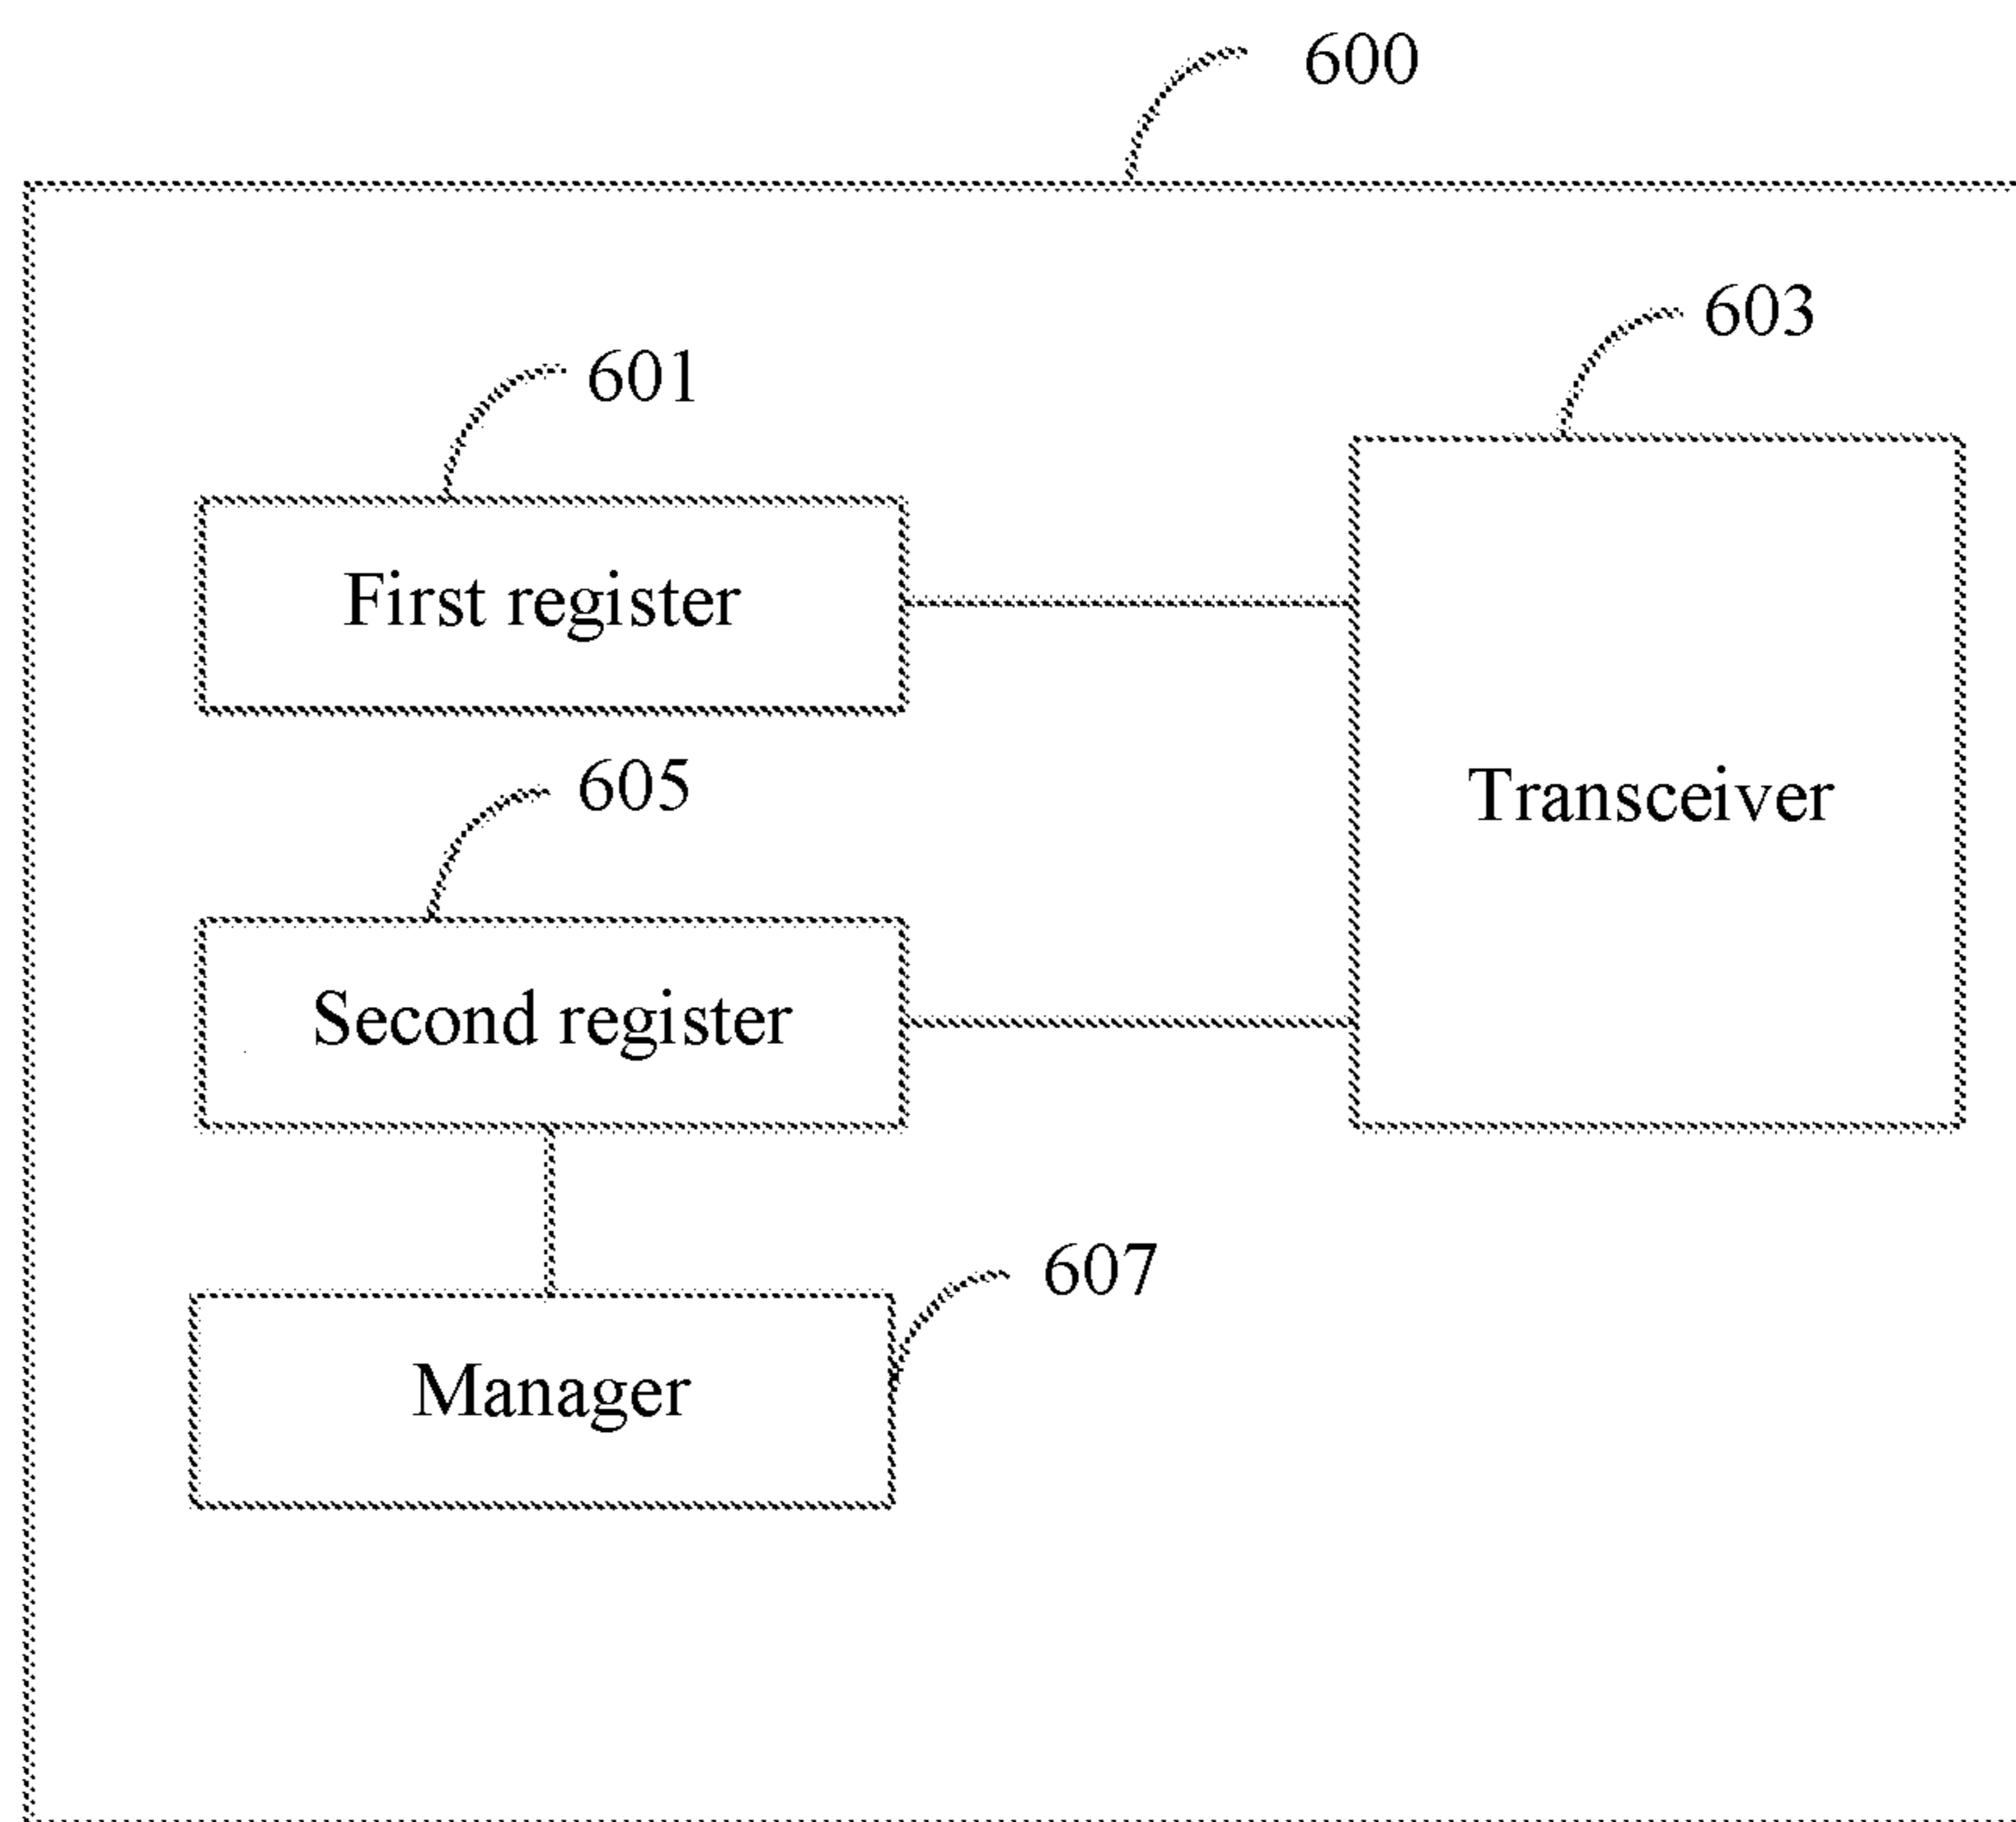 600
603
601
First register
605
Transceiver
Second register
607
Manager